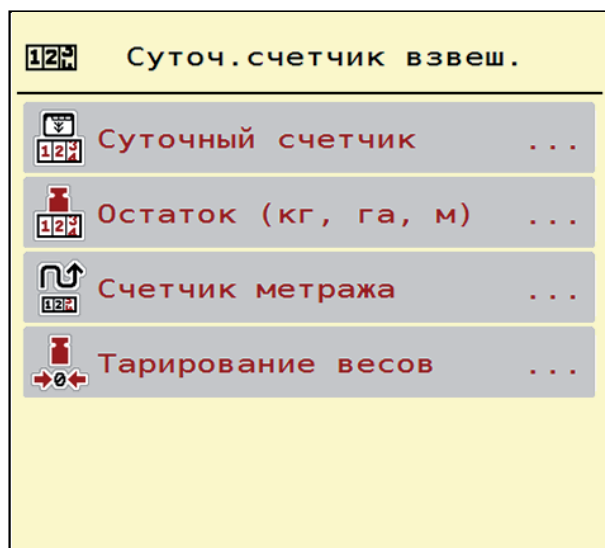 Суточ.счетчик взвеш.
Суточный счетчик ...
Остаток (кг, га, м) ...
Счетчик метража ...
Тарирование весов ...